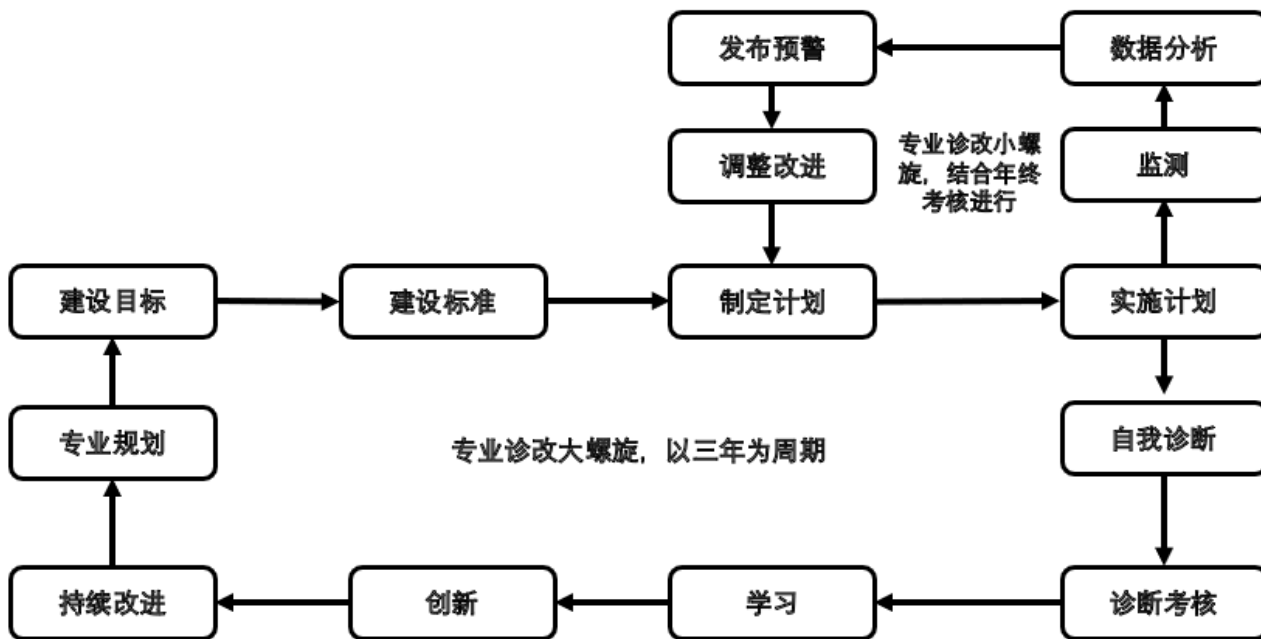 发布预警
数据分析
调整改进
专业诊改小螺
旋，结合年终
考核进行
监测
建设目标
建设标准
制定计划
实施计划
专业规划
专业诊改大螺旋，以三年为周期
自我诊断
持续改进
创新
学习
诊断考核